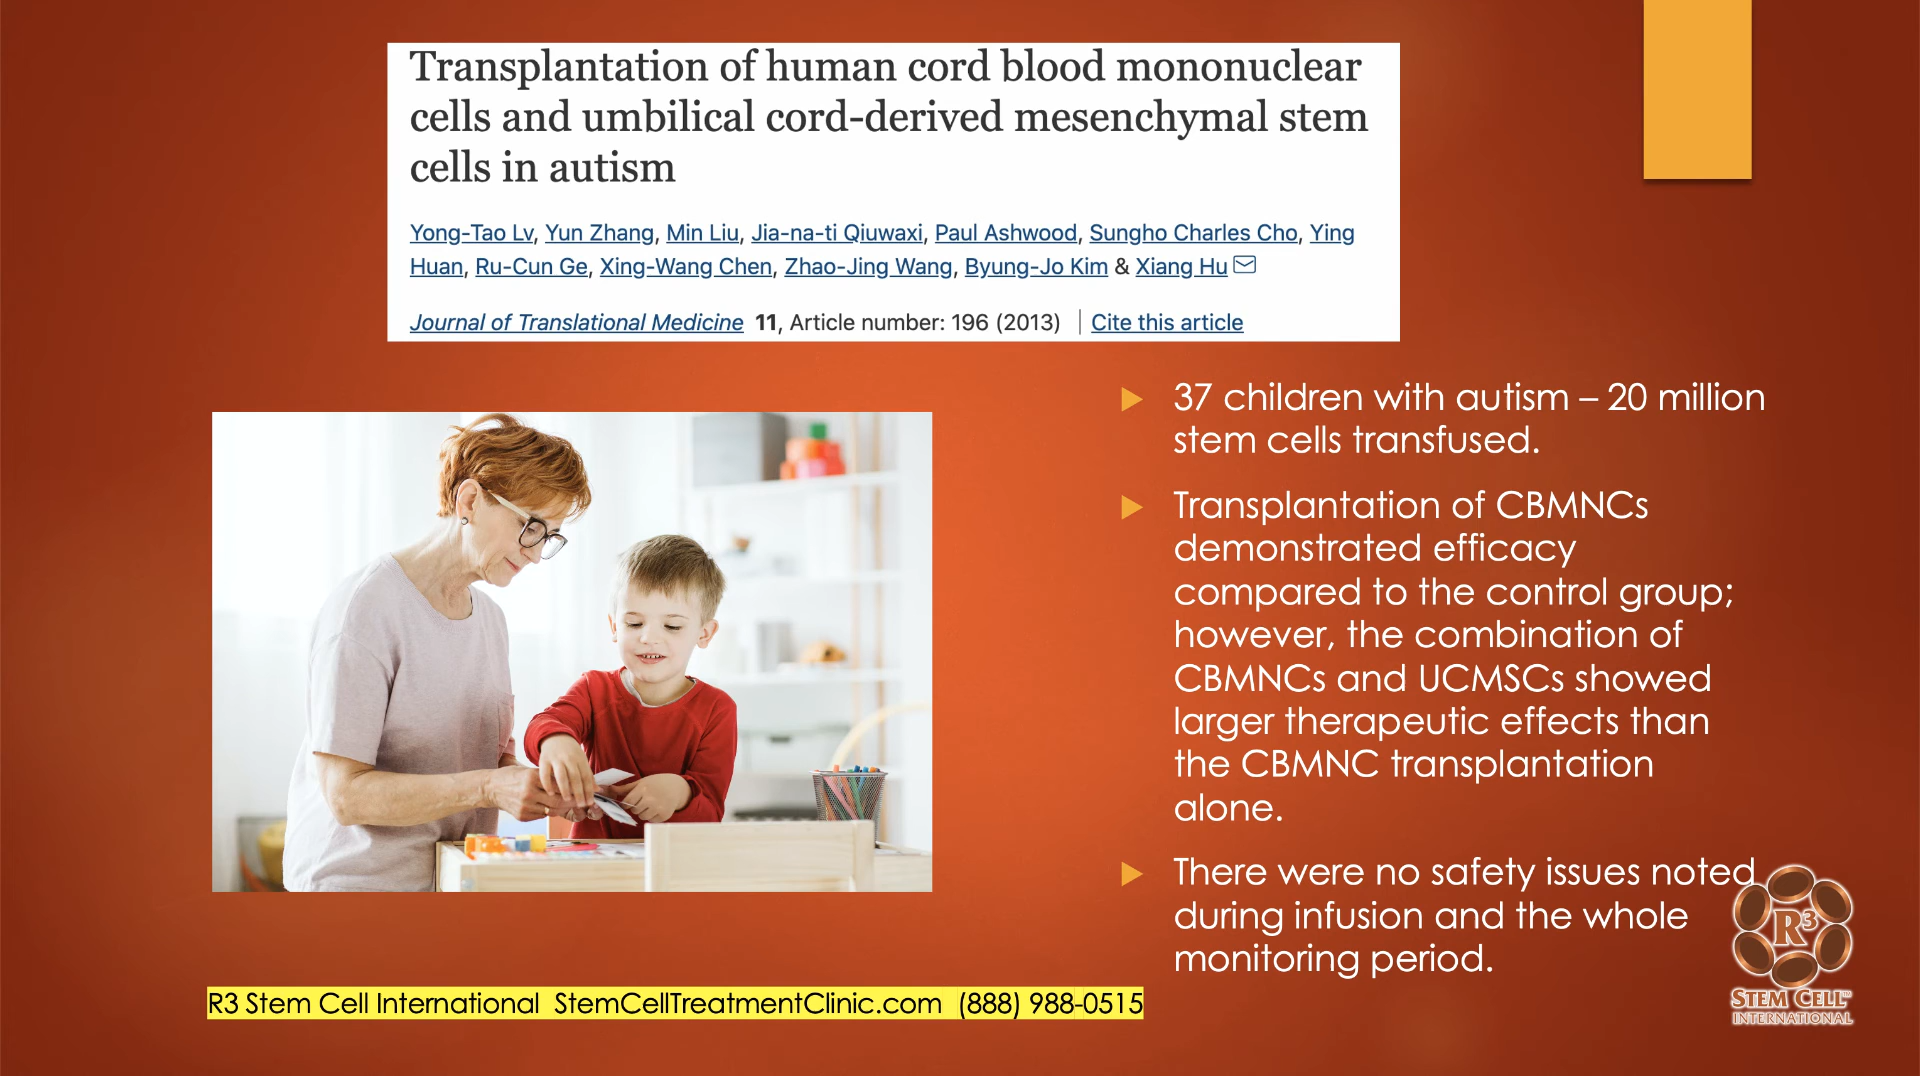 Transplantation of human cord blood mononuclear
cells and umbilical cord-derived mesenchymal stem
cells in autism
Yong-Tao Lv, Yun Zhang, Min Liu, Jia-na-ti Qiuwaxi, Paul Ashwood, Sungho Charles Cho, Ying
Huan, Ru-Cun Ge, Xing-Wang Chen, Zhao-Jing Wang, Byung-Jo Kim & Xiang Hu
Journal of Translational Medicine 11, Article number: 196 (2013) | Cite this article
37 children with autism – 20 million
stem cells transfused.
Transplantation of CBMNCs
demonstrated efficacy
compared to the control group;
however, the combination of
CBMNCs and UCMSCs showed
larger therapeutic effects than
the CBMNC transplantation
alone.
There were no safety issues noted
during infusion and the whole
monitoring period.
R3 Stem Cell International StemCellTreatmentClinic.com (888) 988-0515
R3
STEM CELL™
INTERNATIONAL